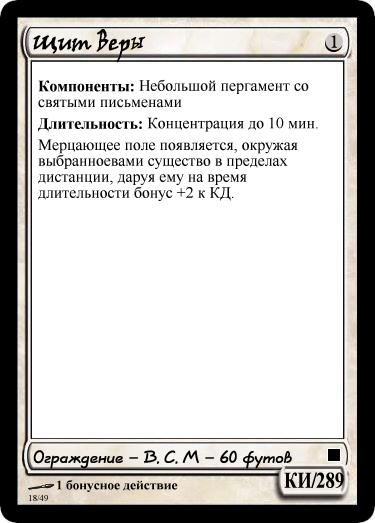 Щит Веры 1
Компоненты: Небольшой пергамент со
святыми письменами
Длительность: Концентрация до 10 мин.
Мерцающее поле появляется, окружая
выбранноевами существо в пределах
дистанции, даруя ему на время
длительности бонус +2 к КД.
Ограждение – В, С, М – 60 футов
КИ/289
1 бонусное действие
18/49